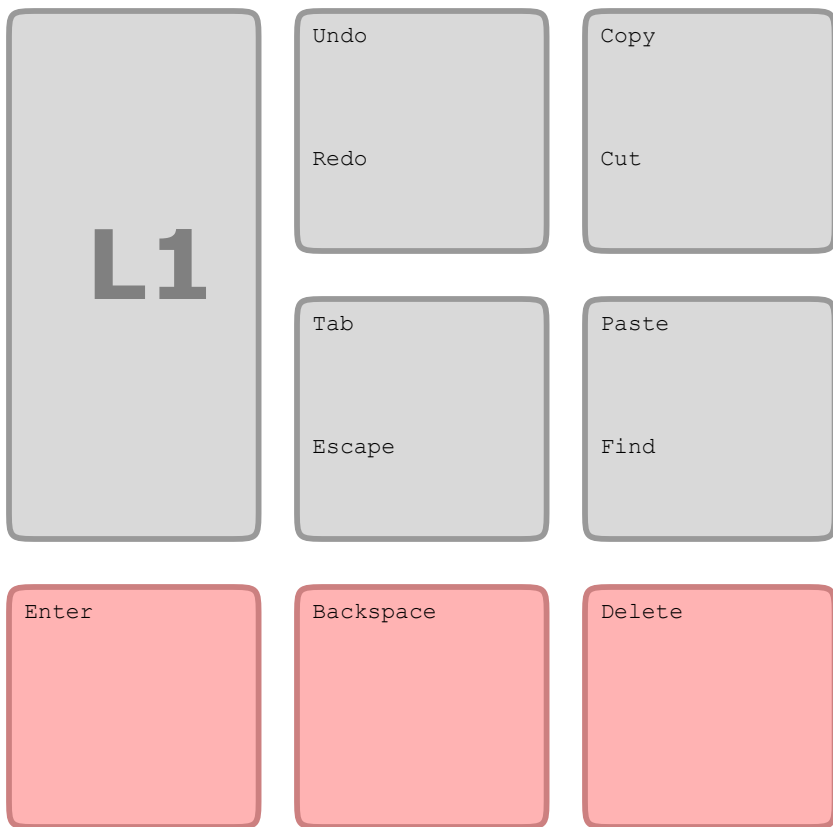 Undo
Copy
Redo
Cut
L1
Tab
Paste
Escape
Find
Enter
Backspace
Delete